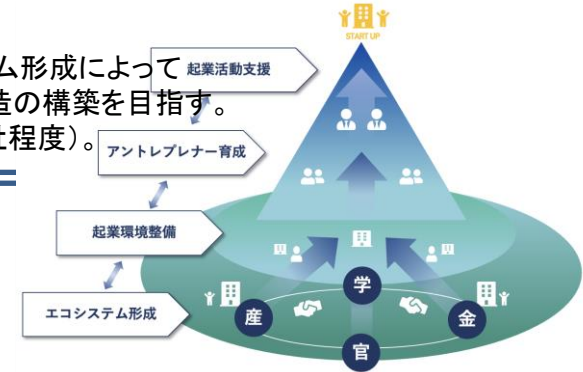 START UP
ム形成によって
造の構築を目指す。
程度）。
起業活動支援
アントレプレナー育成
起業環境整備
エコシステム形成
学
産
金
官